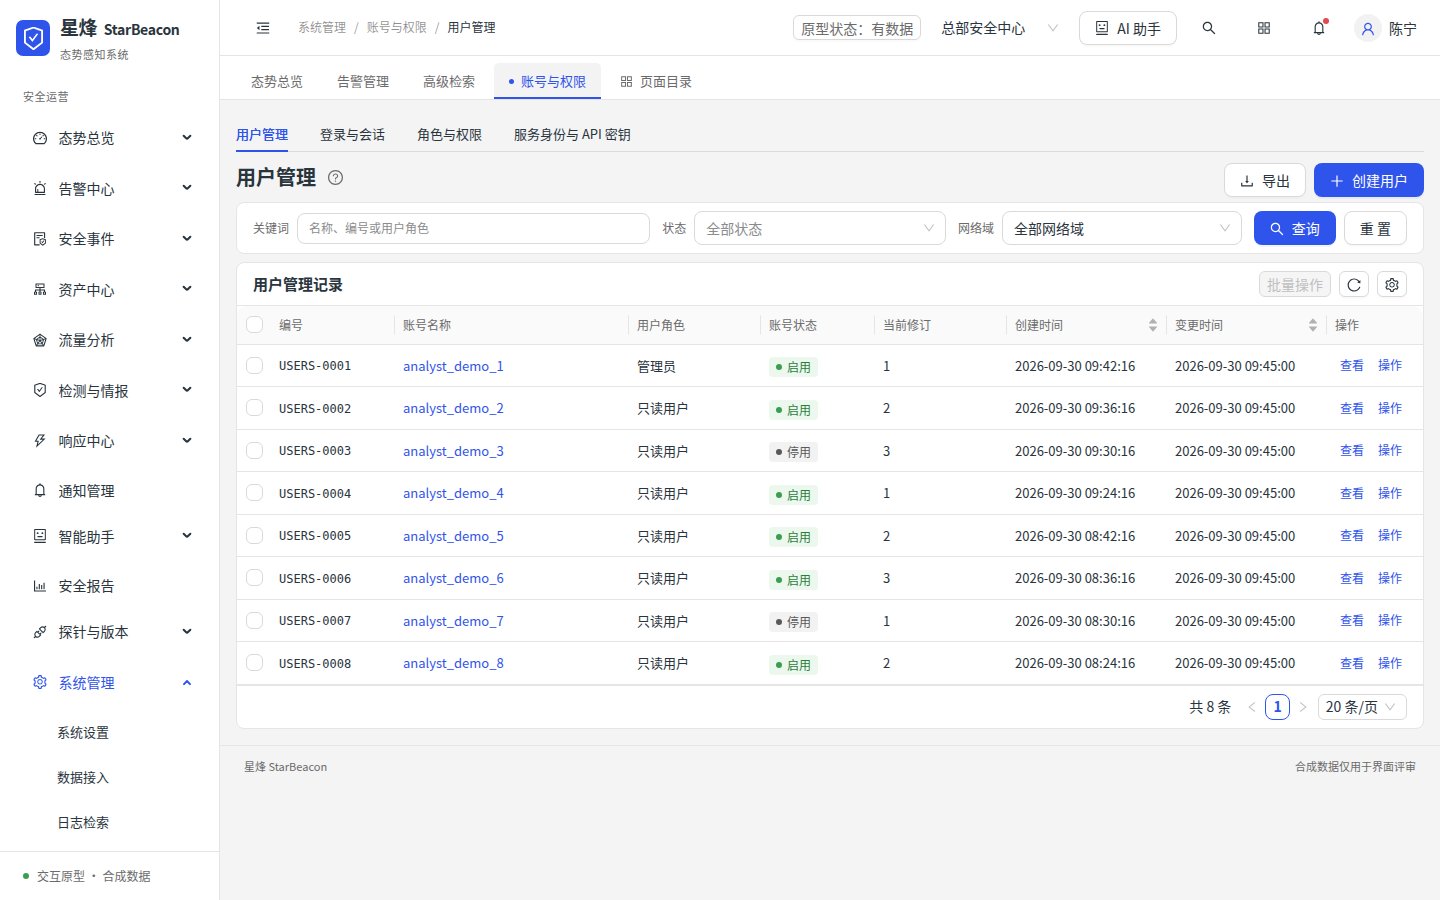 星烽 StarBeacon
态势感知系统
安全运营
态势总览
告警中心
安全事件
资产中心
流量分析
检测与情报
响应中心
通知管理
智能助手
安全报告
探针与版本
系统管理
系统设置
数据接入
日志检索
交互原型 · 合成数据
系统管理 / 账号与权限 / 用户管理
原型状态：有数据
总部安全中心
AI 助手
陈宁
态势总览 告警管理 高级检索 账号与权限 页面目录
用户管理 登录与会话 角色与权限 服务身份与 API 密钥
用户管理
导出 创建用户
关键词 名称、编号或用户角色 状态 全部状态 网络域 全部网络域 查询 重 置
用户管理记录 批量操作
编号 账号名称 用户角色 账号状态 当前修订 创建时间 变更时间 操作
USERS-0001 analyst_demo_1 管理员 启用 1 2026-09-30 09:42:16 2026-09-30 09:45:00 查看 操作
USERS-0002 analyst_demo_2 只读用户 启用 2 2026-09-30 09:36:16 2026-09-30 09:45:00 查看 操作
USERS-0003 analyst_demo_3 只读用户 停用 3 2026-09-30 09:30:16 2026-09-30 09:45:00 查看 操作
USERS-0004 analyst_demo_4 只读用户 启用 1 2026-09-30 09:24:16 2026-09-30 09:45:00 查看 操作
USERS-0005 analyst_demo_5 只读用户 启用 2 2026-09-30 08:42:16 2026-09-30 09:45:00 查看 操作
USERS-0006 analyst_demo_6 只读用户 启用 3 2026-09-30 08:36:16 2026-09-30 09:45:00 查看 操作
USERS-0007 analyst_demo_7 只读用户 停用 1 2026-09-30 08:30:16 2026-09-30 09:45:00 查看 操作
USERS-0008 analyst_demo_8 只读用户 启用 2 2026-09-30 08:24:16 2026-09-30 09:45:00 查看 操作
共 8 条 1 20 条/页
星烽 StarBeacon
合成数据仅用于界面评审